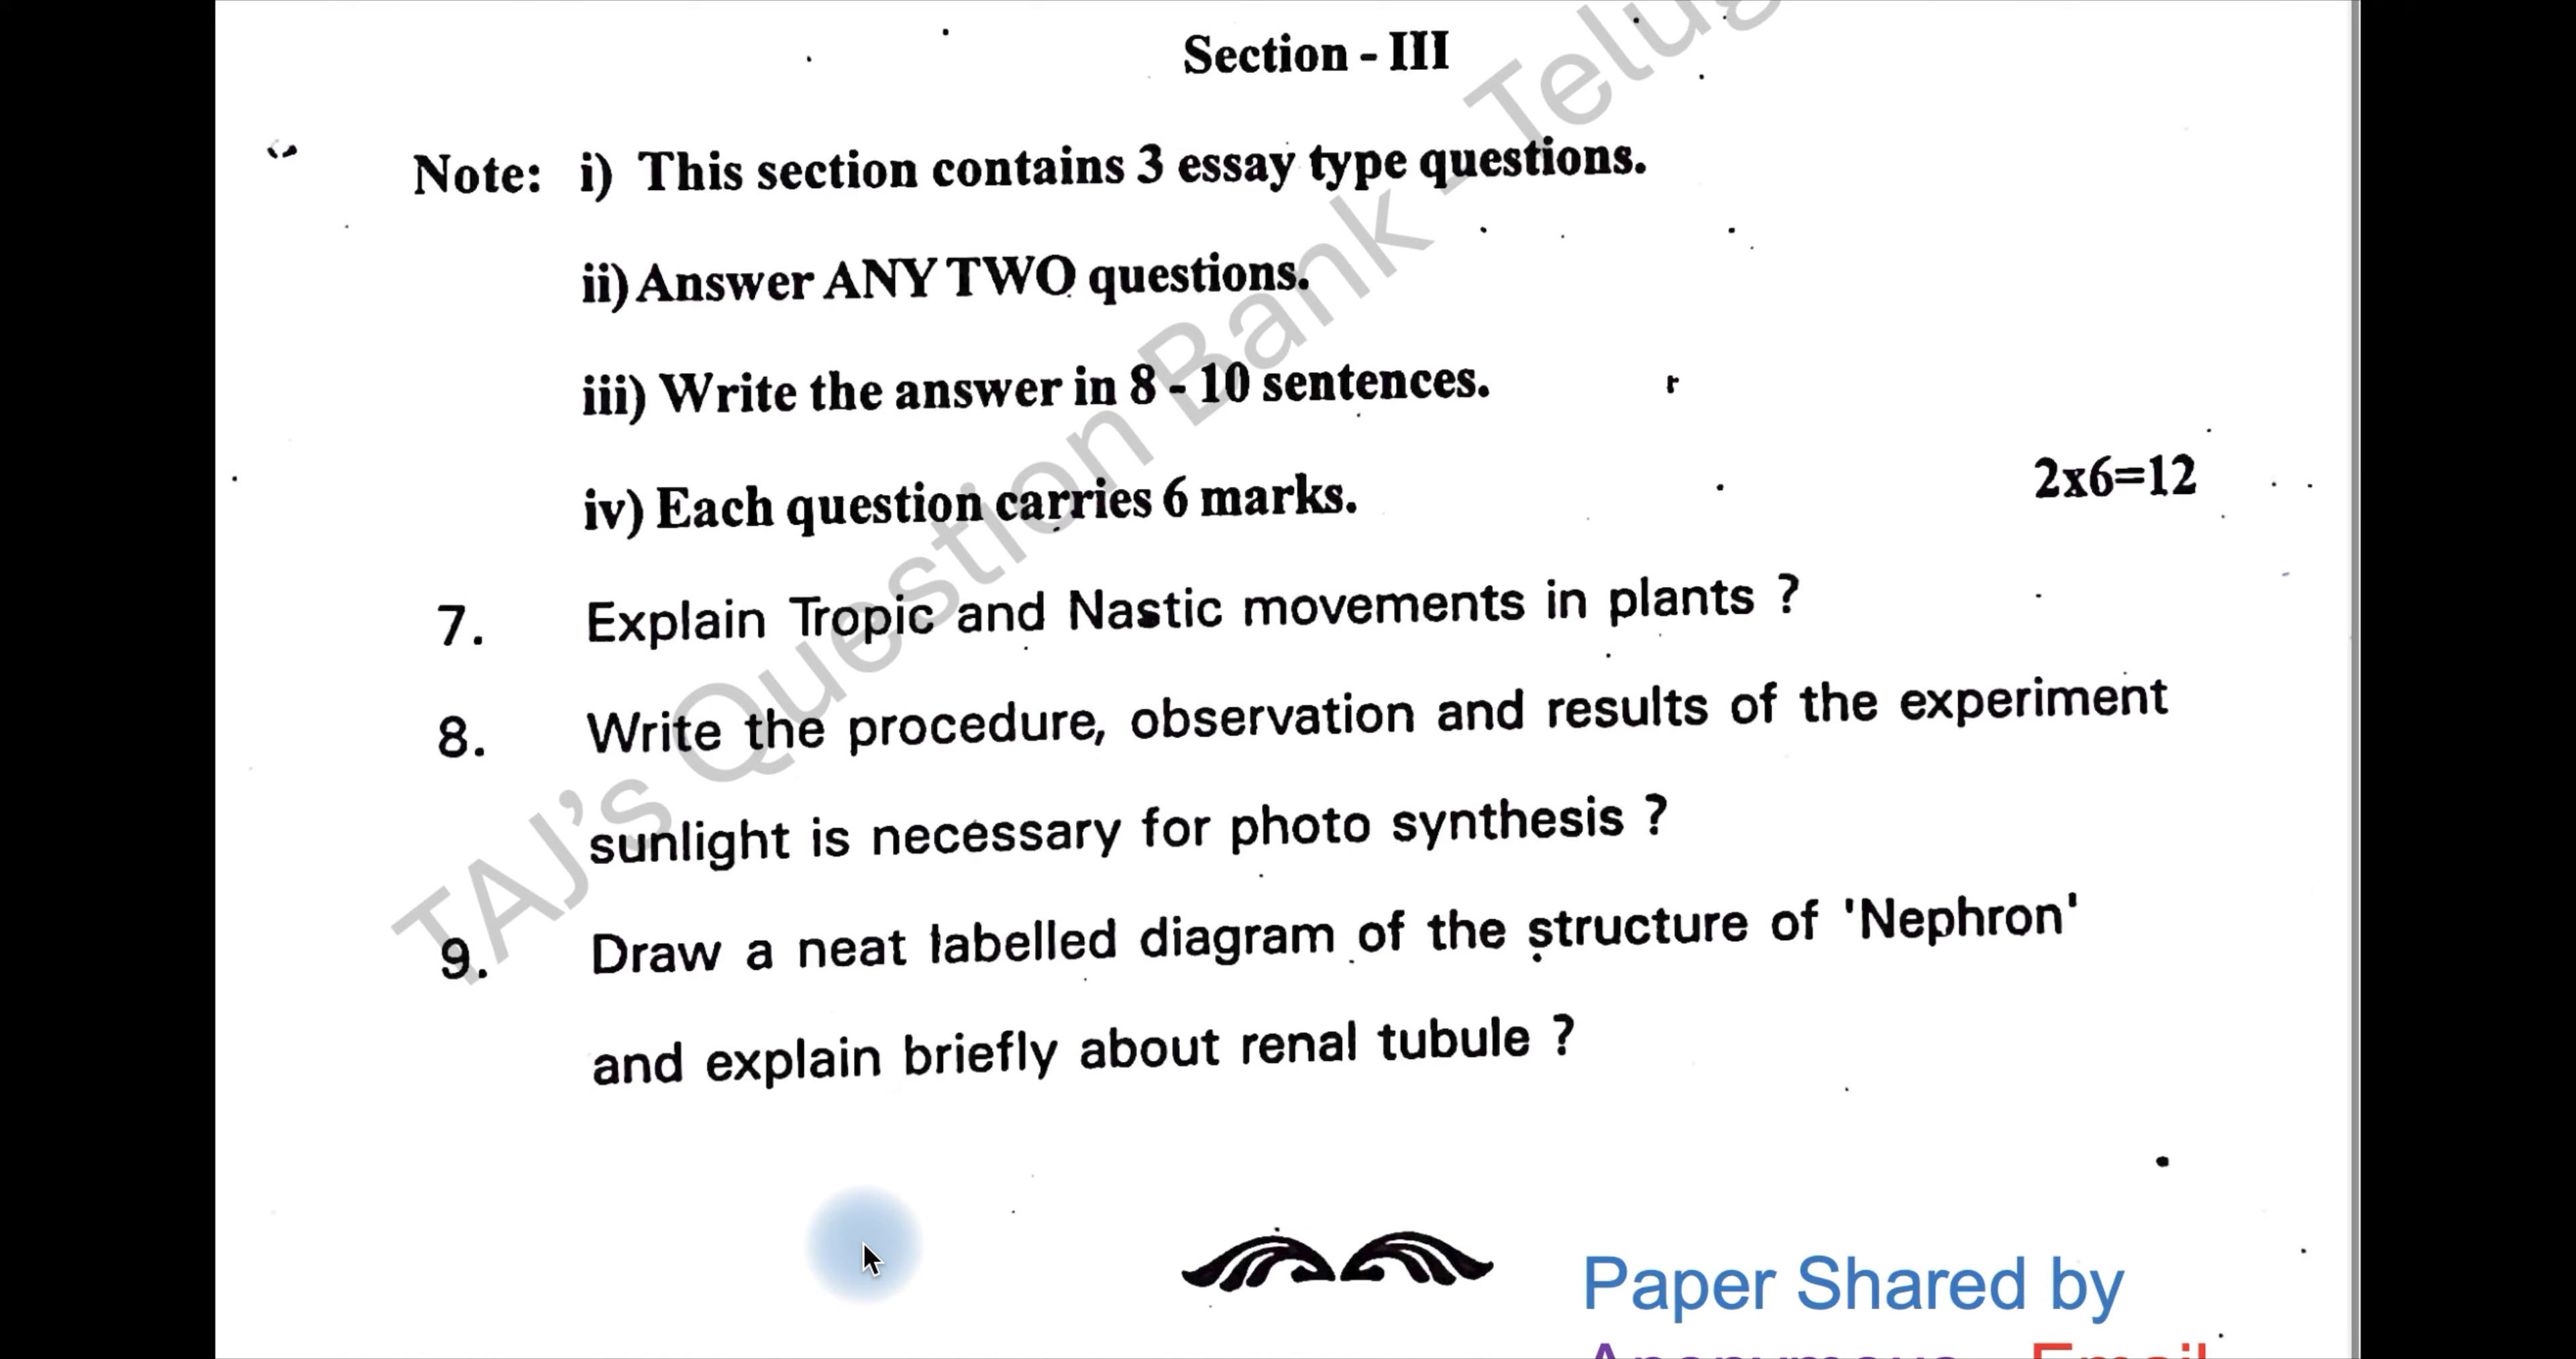 Section - III
Note: i) This section contains 3 essay type questions.
ii) Answer ANY TWO questions.
iii) Write the answer in 8 - 10 sentences.
iv) Each question carries 6 marks. 2x6=12
7. Explain Tropic and Nastic movements in plants ?
8. Write the procedure, observation and results of the experiment
sunlight is necessary for photo synthesis ?
9. Draw a neat labelled diagram of the structure of 'Nephron'
and explain briefly about renal tubule ?
TAJ's Question Bank - Telug
Paper Shared by
Anonymous Email